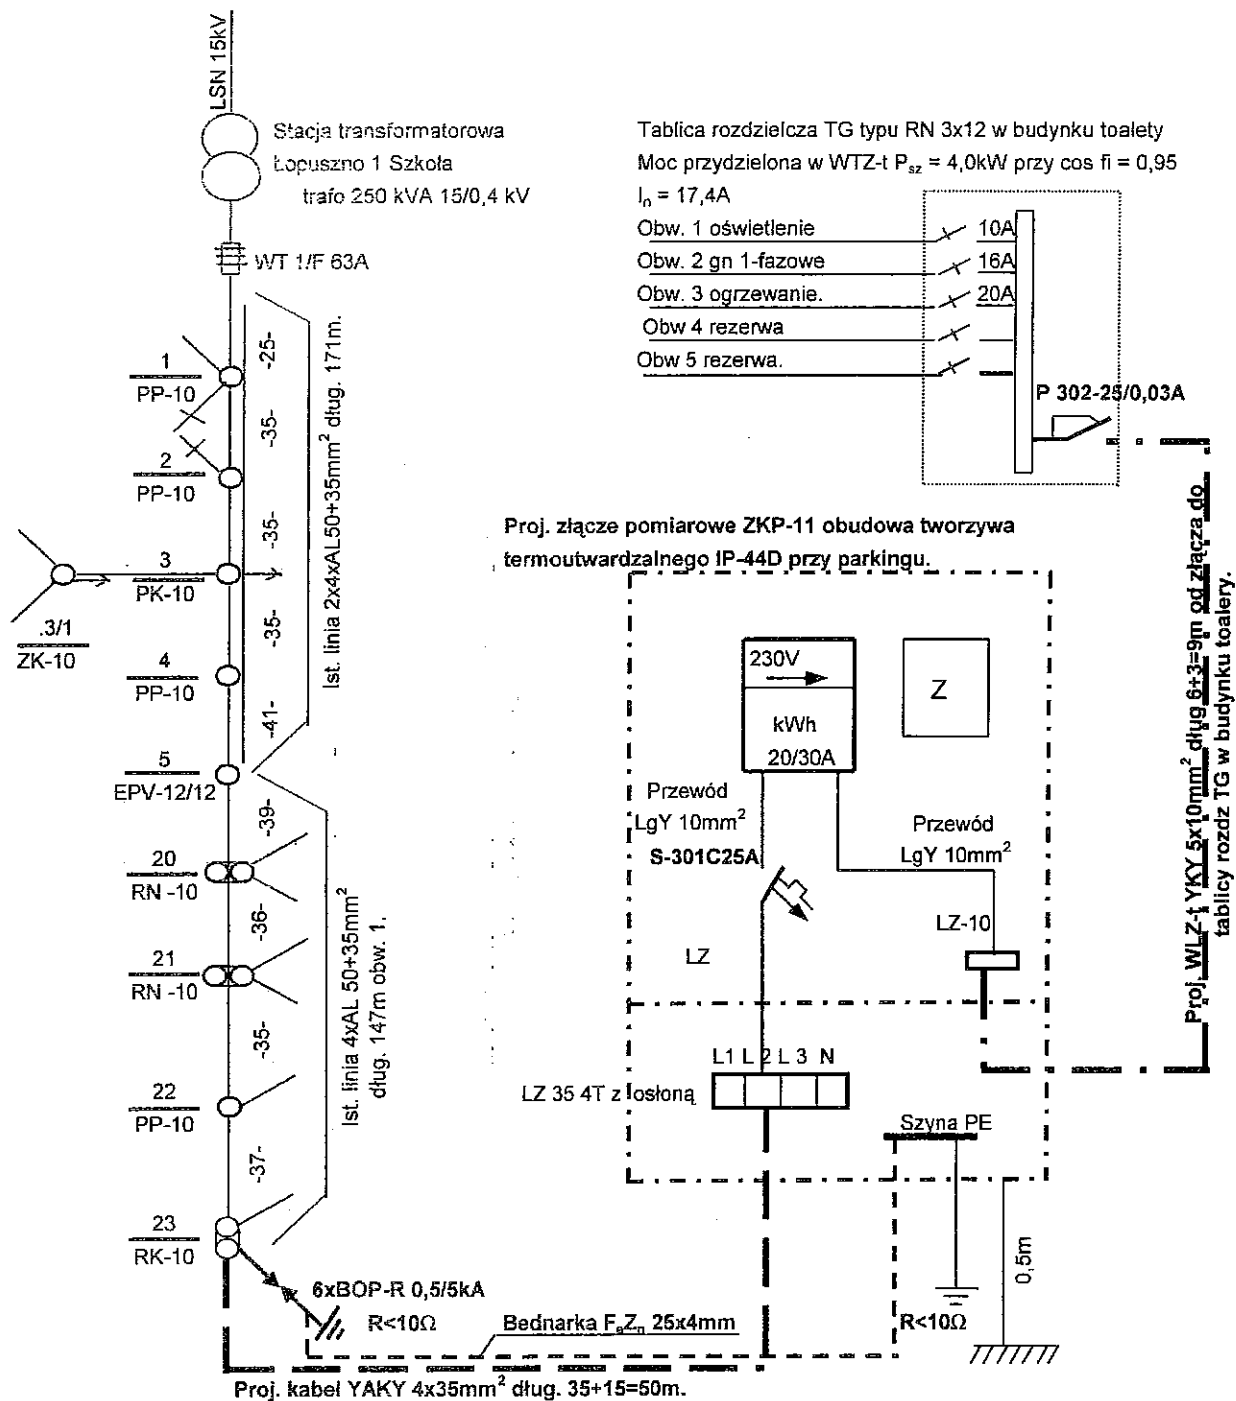 LSN 15kV
Stacja transformatorowa
Łopuszno 1 Szkoła
trafo 250 kVA 15/0,4 kV
WT 1/F 63A
Tablica rozdzielcza TG typu RN 3x12 w budynku toalety
Moc przydzielona w WTZ-t Psz = 4,0kW przy cos fi = 0,95
In = 17,4A
Obw. 1 oświetlenie 10A
Obw. 2 gn 1-fazowe 16A
Obw. 3 ogrzewanie. 20A
Obw 4 rezerwa
Obw 5 rezerwa.
P 302-25/0,03A
1
PP-10
2
PP-10
3
PK-10
.3/1
ZK-10
4
PP-10
5
EPV-12/12
20
RN -10
21
RN -10
22
PP-10
23
RK-10
-25-
-35-
-35-
-35-
-41-
-39-
-36-
-35-
-37-
Ist. linia 2x4xAL50+35mm² dług. 171m.
Ist. linia 4xAL 50+35mm²
dług. 147m obw. 1.
Proj. złącze pomiarowe ZKP-11 obudowa tworzywa
termoutwardzalnego IP-44D przy parkingu.
230V
kWh
20/30A
Z
Przewód
LgY 10mm²
S-301C25A
Przewód
LgY 10mm²
LZ
LZ-10
L1 L 2 L 3 N
LZ 35 4T z osłoną
Szyna PE
0,5m
R<10Ω
6xBOP-R 0,5/5kA
R<10Ω
Bednarka FeZn 25x4mm
Proj. kabel YAKY 4x35mm² dług. 35+15=50m.
Proj. WLZ-t YKY 5x10mm² dług 6+3=9m od złącza do
tablicy rozdz TG w budynku toalery.